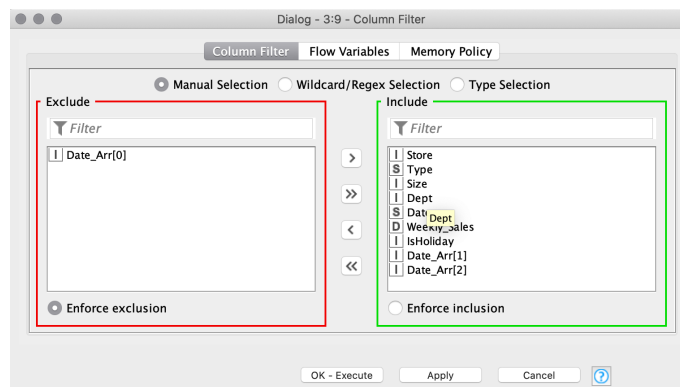 Dialog - 3:9 - Column Filter
Column Filter Flow Variables Memory Policy
Manual Selection Wildcard/Regex Selection Type Selection
Exclude
Filter
I Date_Arr[0]
Enforce exclusion
>
>>
<
<<
Include
Filter
I Store
S Type
I Size
I Dept
S Date
Dept
D Weekly_Sales
I IsHoliday
I Date_Arr[1]
I Date_Arr[2]
Enforce inclusion
OK - Execute Apply Cancel ?